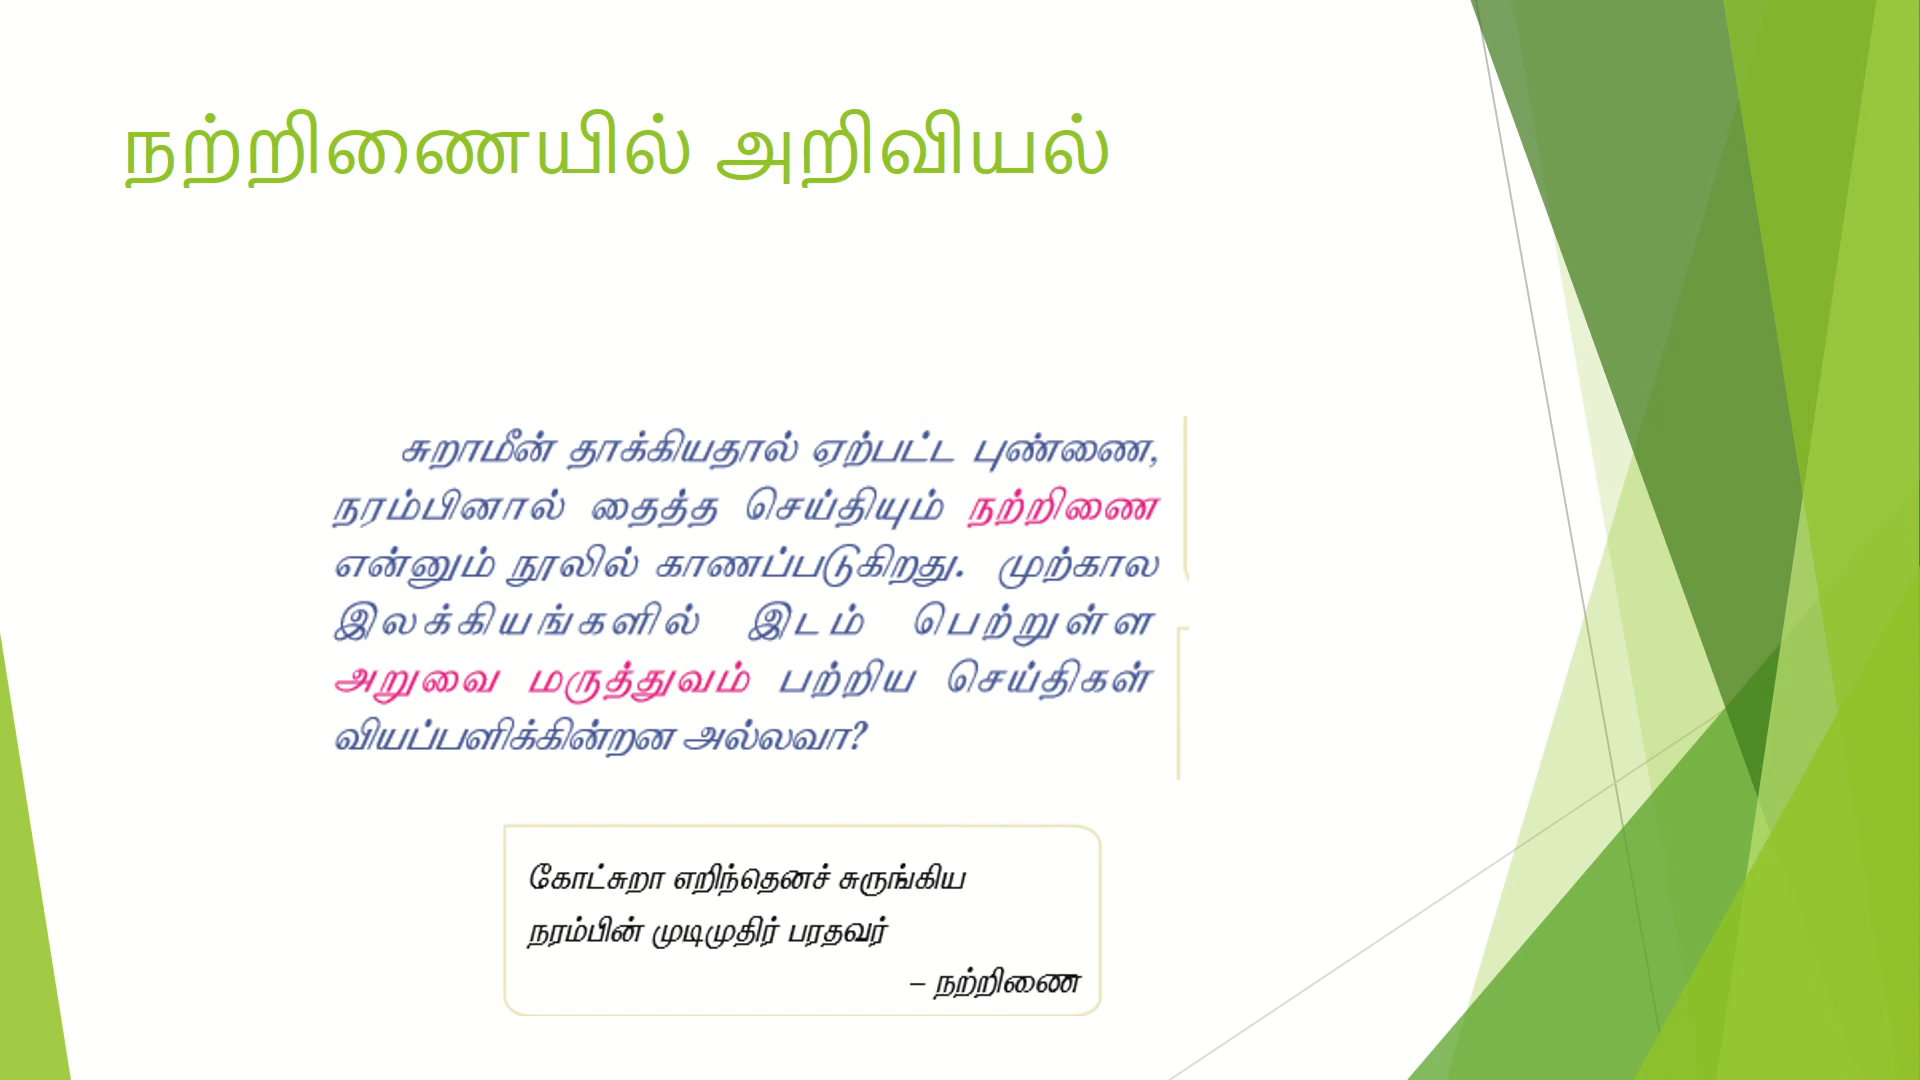 நற்றிணையில் அறிவியல்
சுறாமீன் தாக்கியதால் ஏற்பட்ட புண்ணை,
நரம்பினால் தைத்த செய்தியும் நற்றிணை
என்னும் நூலில் காணப்படுகிறது. முற்கால
இலக்கியங்களில் இடம் பெற்றுள்ள
அறுவை மருத்துவம் பற்றிய செய்திகள்
வியப்பளிக்கின்றன அல்லவா?
கோட்சுறா எறிந்தெனச் சுருங்கிய
நரம்பின் முடிமுதிர் பரதவர்
– நற்றிணை